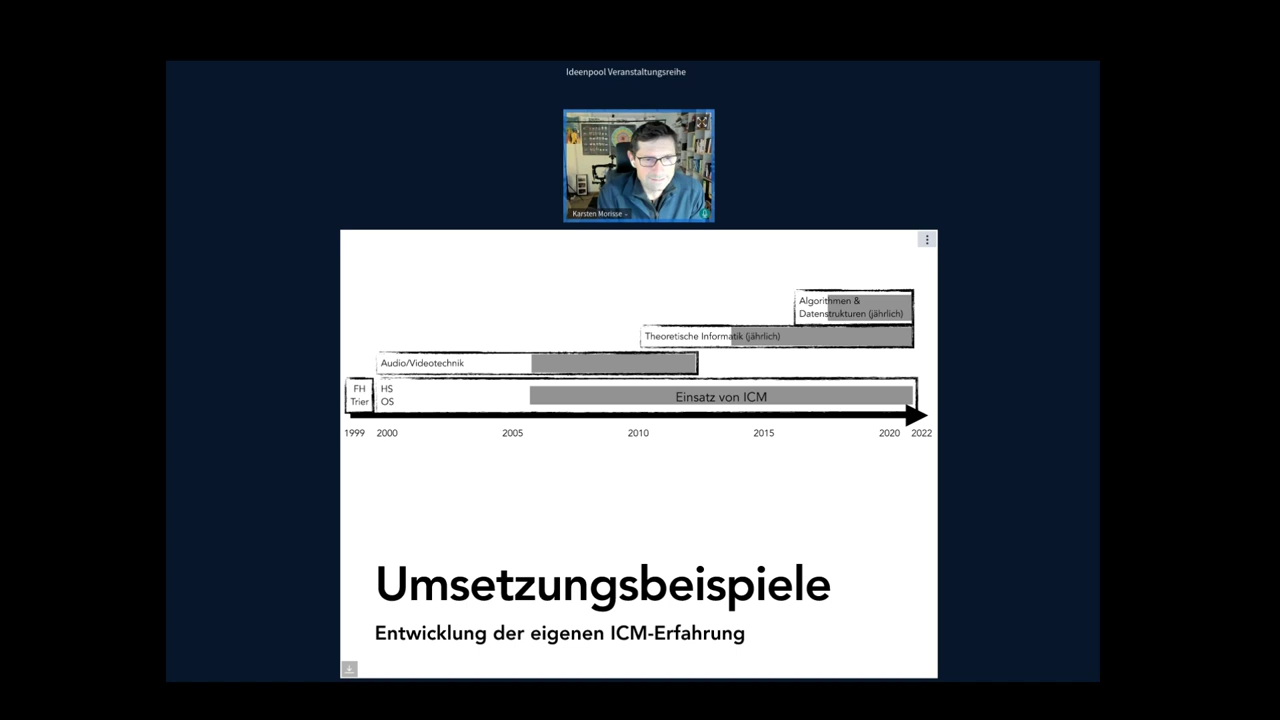 Ideenpool Veranstaltungsreihe
Karsten Morisse
Algorithmen &
Datenstrukturen (jährlich)
Theoretische Informatik (jährlich)
Audio/Videotechnik
FH
Trier
HS
OS
Einsatz von ICM
1999 2000 2005 2010 2015 2020 2022
Umsetzungsbeispiele
Entwicklung der eigenen ICM-Erfahrung